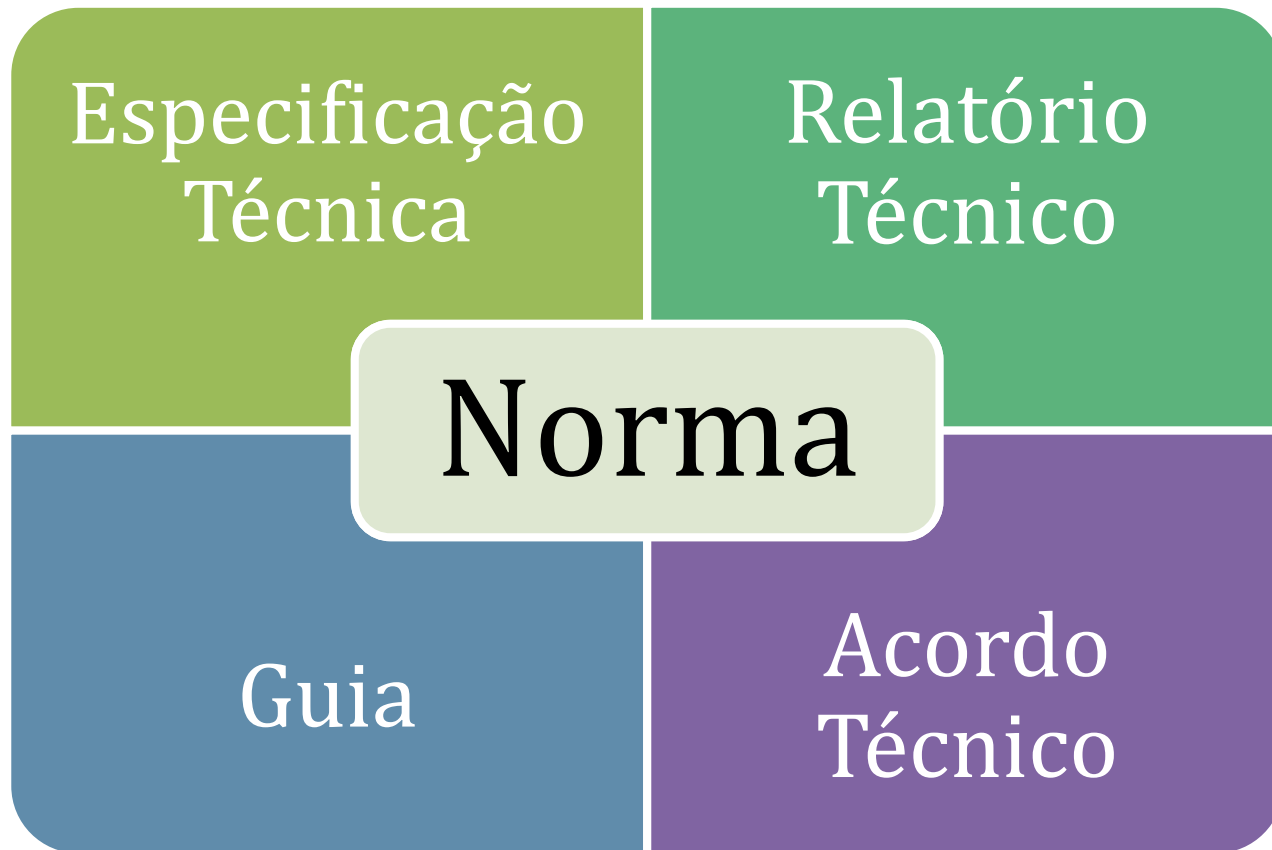 Especificação
Técnica
Relatório
Técnico
Norma
Guia
Acordo
Técnico